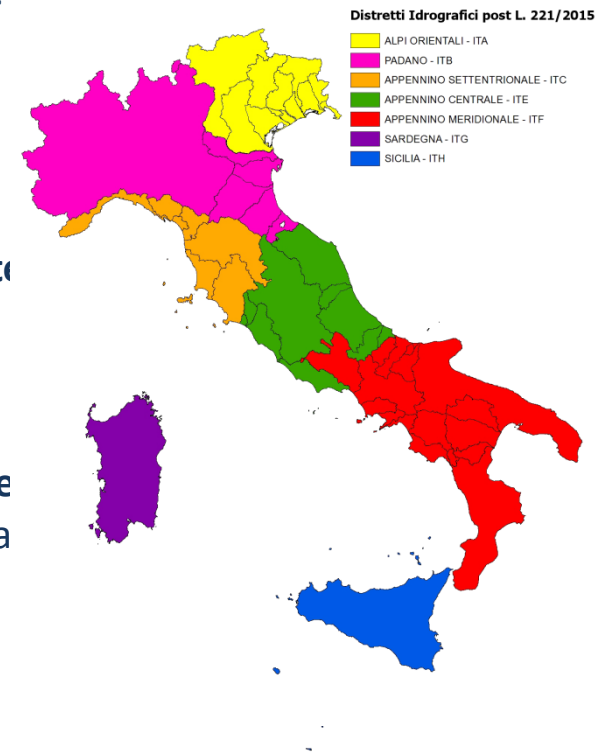 Distretti Idrografici post L. 221/2015
ALPI ORIENTALI - ITA
PADANO - ITB
APPENNINO SETTENTRIONALE - ITC
APPENNINO CENTRALE - ITE
APPENNINO MERIDIONALE - ITF
SARDEGNA - ITG
SICILIA - ITH